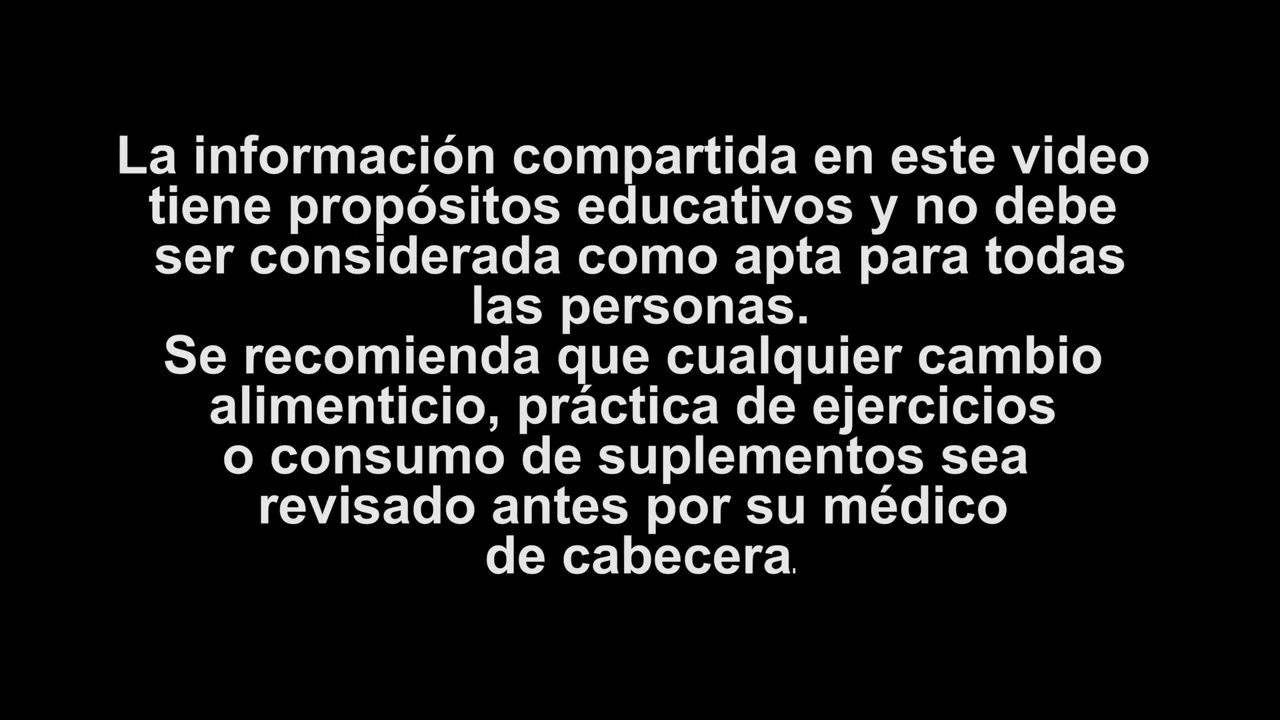 La información compartida en este video
tiene propósitos educativos y no debe
ser considerada como apta para todas
las personas.
Se recomienda que cualquier cambio
alimenticio, práctica de ejercicios
o consumo de suplementos sea
revisado antes por su médico
de cabecera.